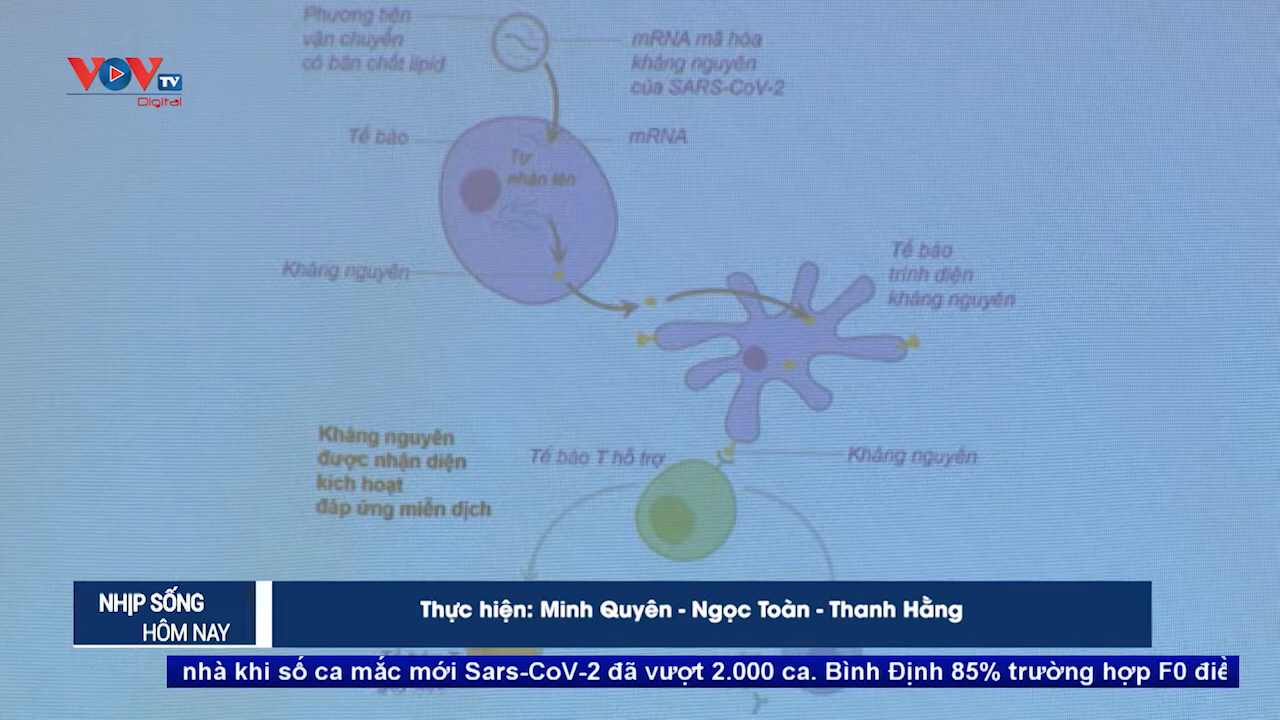 Phương tiện
vận chuyển
có bản chất lipid
mRNA mã hóa
kháng nguyên
của SARS-CoV-2
VOV TV
Digital
Tế bào
mRNA
Tự
nhân lên
Kháng nguyên
Tế bào
trình diện
kháng nguyên
Kháng nguyên
được nhận diện
kích hoạt
đáp ứng miễn dịch
Tế bào T hỗ trợ
Kháng nguyên
NHỊP SỐNG
HÔM NAY
Thực hiện: Minh Quyên - Ngọc Toàn - Thanh Hằng
nhà khi số ca mắc mới Sars-CoV-2 đã vượt 2.000 ca. Bình Định 85% trường hợp F0 điề